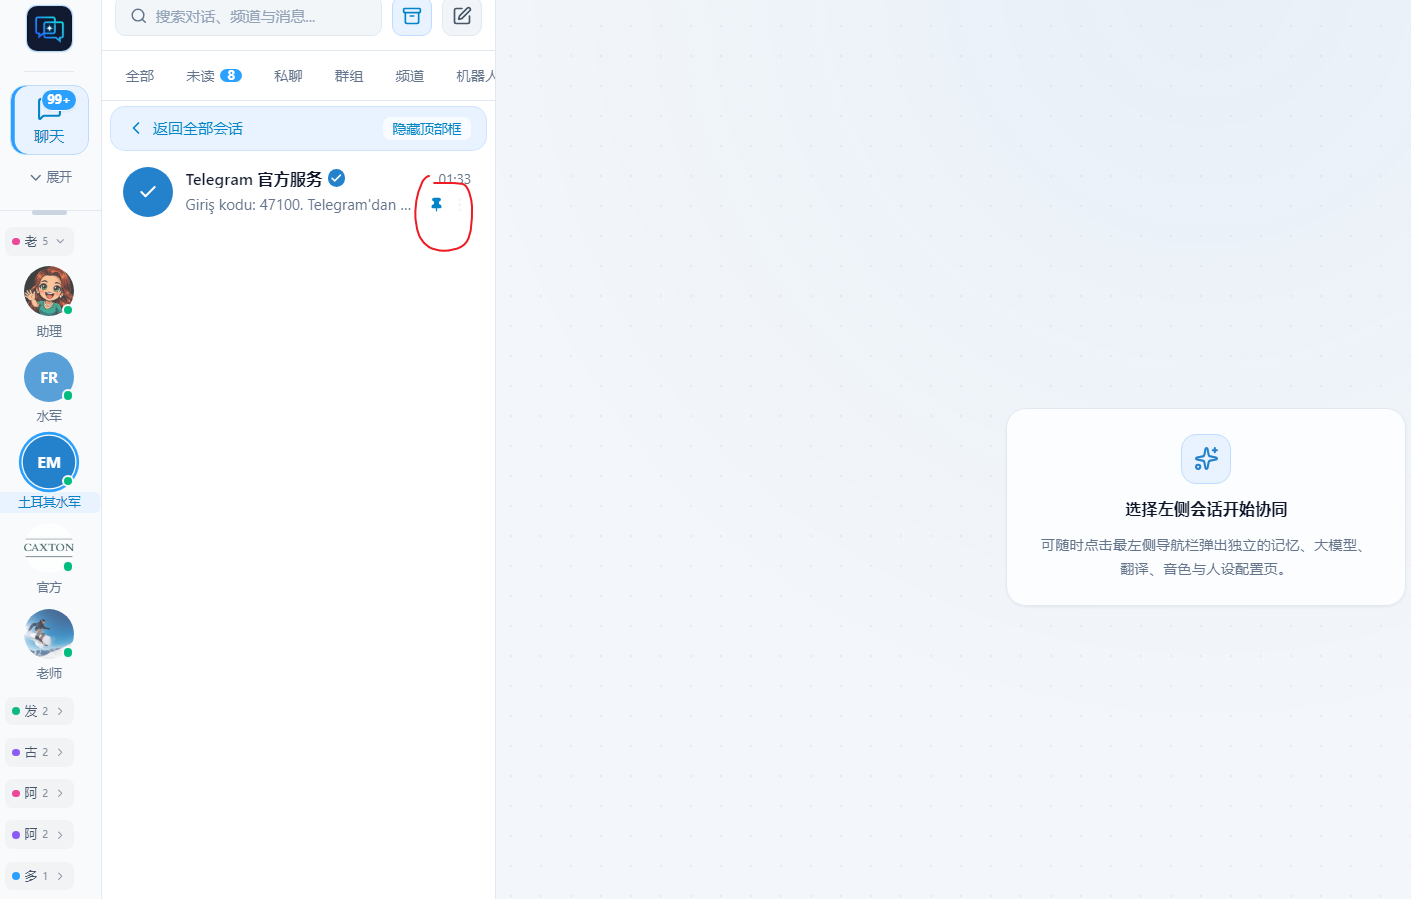 搜索对话、频道与消息...
全部 未读 8 私聊 群组 频道 机器人
99+
聊天
展开
返回全部会话 隐藏顶部框
Telegram 官方服务 01:33
Giriş kodu: 47100. Telegram'dan ...
老 5
助理
FR
水军
EM
土耳其水军
CAXTON
官方
老师
发 2
古 2
阿 2
阿 2
多 1
选择左侧会话开始协同
可随时点击最左侧导航栏弹出独立的记忆、大模型、
翻译、音色与人设配置页。